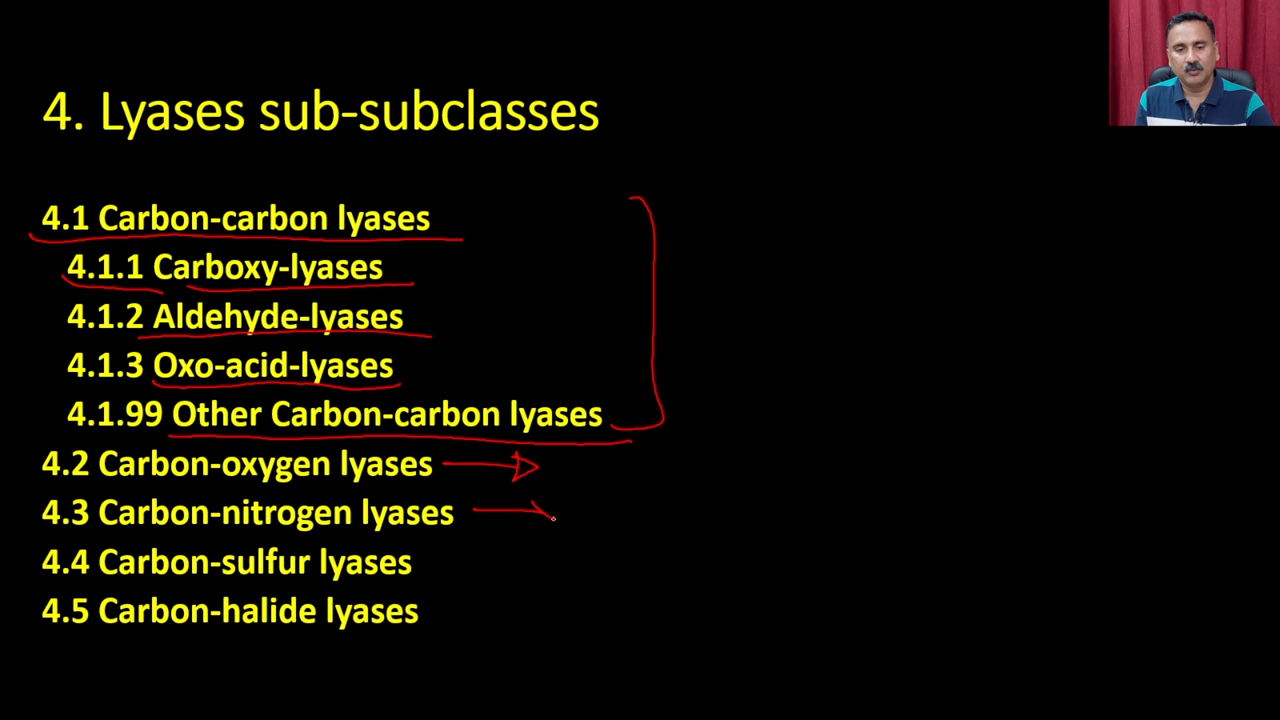 4. Lyases sub-subclasses
4.1 Carbon-carbon lyases
4.1.1 Carboxy-lyases
4.1.2 Aldehyde-lyases
4.1.3 Oxo-acid-lyases
4.1.99 Other Carbon-carbon lyases
4.2 Carbon-oxygen lyases
4.3 Carbon-nitrogen lyases
4.4 Carbon-sulfur lyases
4.5 Carbon-halide lyases